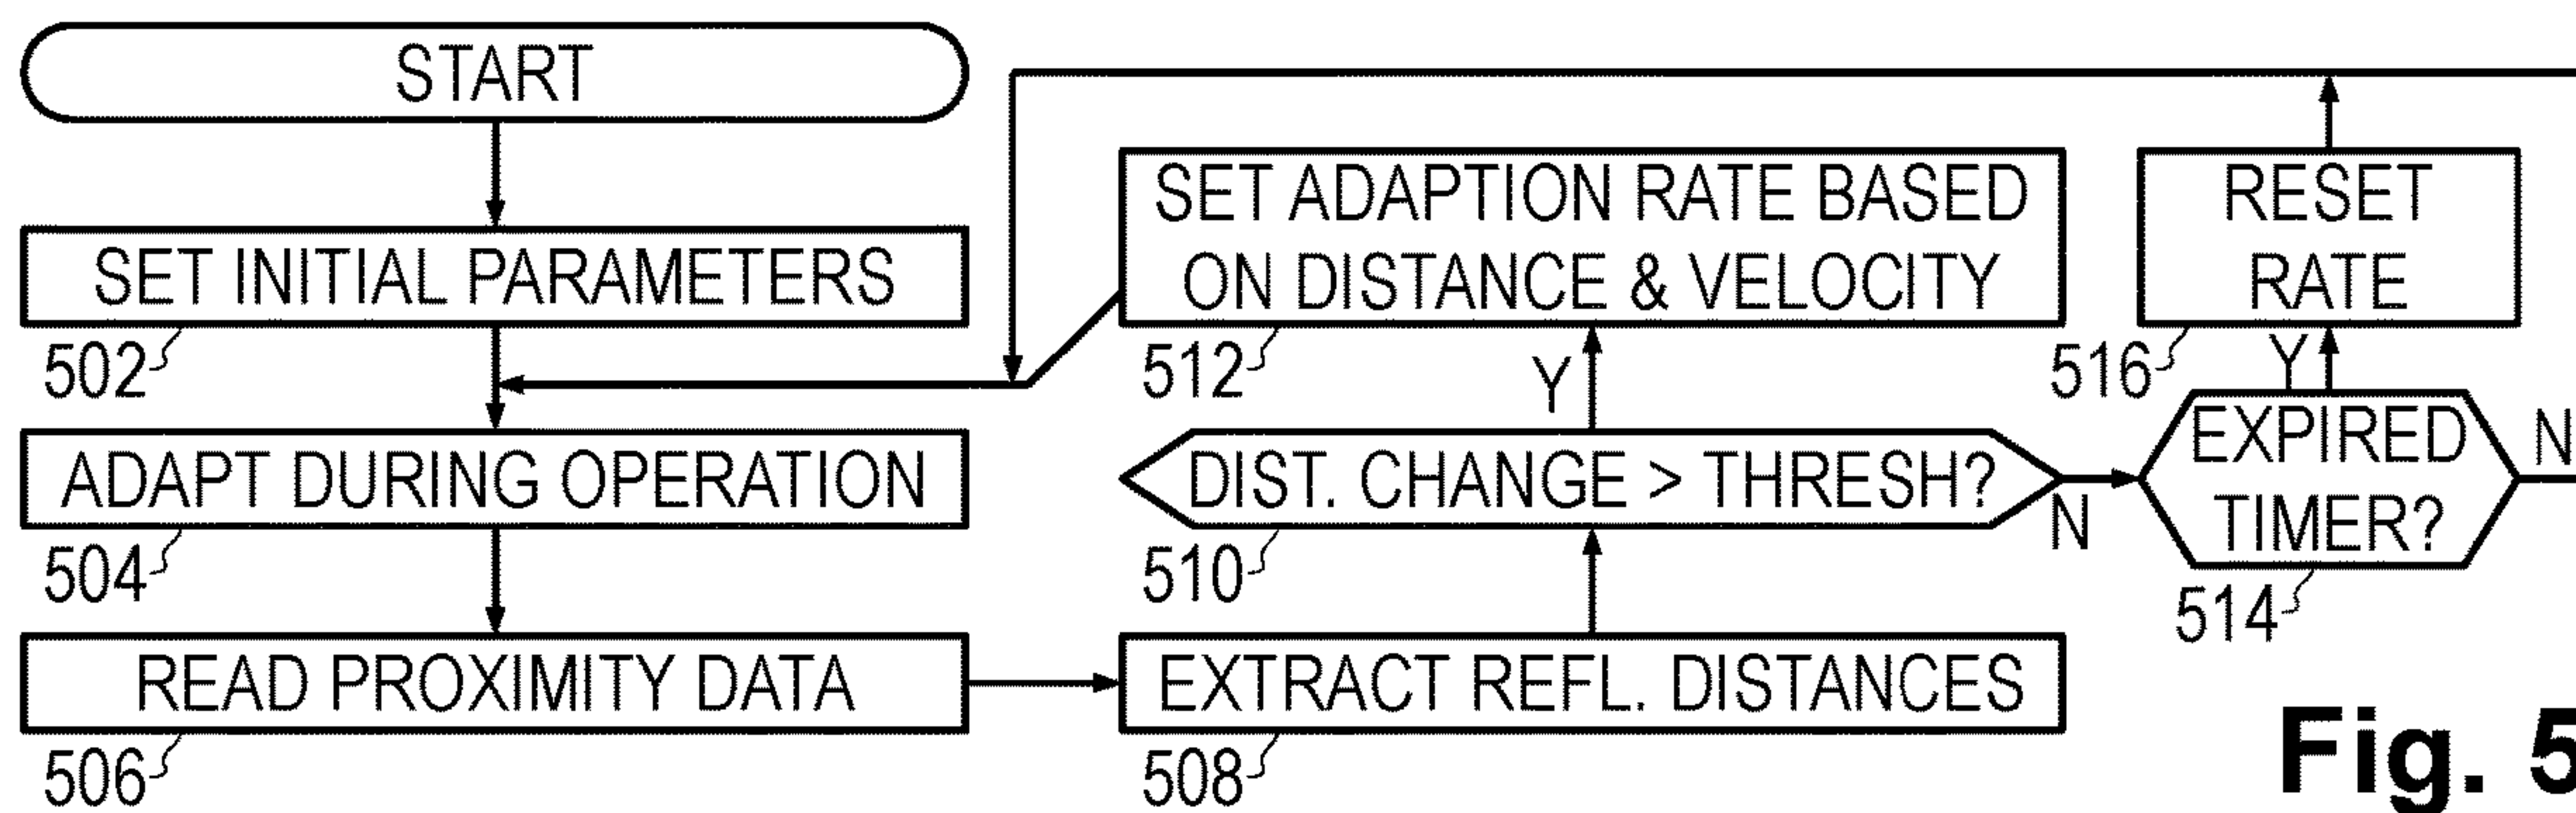 START
SET INITIAL PARAMETERS
502
ADAPT DURING OPERATION
504
READ PROXIMITY DATA
506
EXTRACT REFL. DISTANCES
508
DIST. CHANGE > THRESH?
510
Y
N
SET ADAPTION RATE BASED
ON DISTANCE & VELOCITY
512
EXPIRED
TIMER?
514
Y
N
RESET
RATE
516
Fig. 5